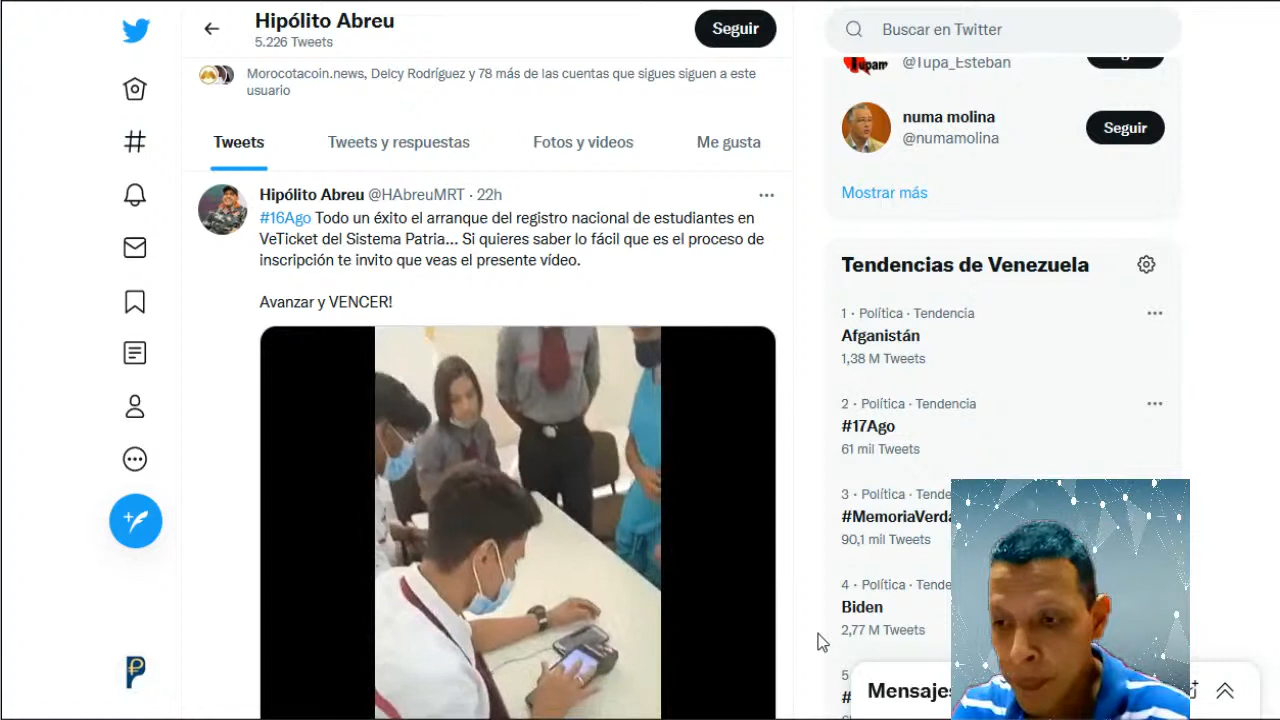 Hipólito Abreu
5.226 Tweets
Seguir
Morocotacoin.news, Delcy Rodríguez y 78 más de las cuentas que sigues siguen a este
usuario
Tweets
Tweets y respuestas
Fotos y videos
Me gusta
Hipólito Abreu @HAbreuMRT · 22h
#16Ago Todo un éxito el arranque del registro nacional de estudiantes en
VeTicket del Sistema Patria... Si quieres saber lo fácil que es el proceso de
inscripción te invito que veas el presente vídeo.
Avanzar y VENCER!
Buscar en Twitter
@Tupa_Esteban
numa molina
@numamolina
Seguir
Mostrar más
Tendencias de Venezuela
1 · Política · Tendencia
Afganistán
1,38 M Tweets
2 · Política · Tendencia
#17Ago
61 mil Tweets
3 · Política · Tende
#MemoriaVerda
90,1 mil Tweets
4 · Política · Tende
Biden
2,77 M Tweets
5
#
Mensajes